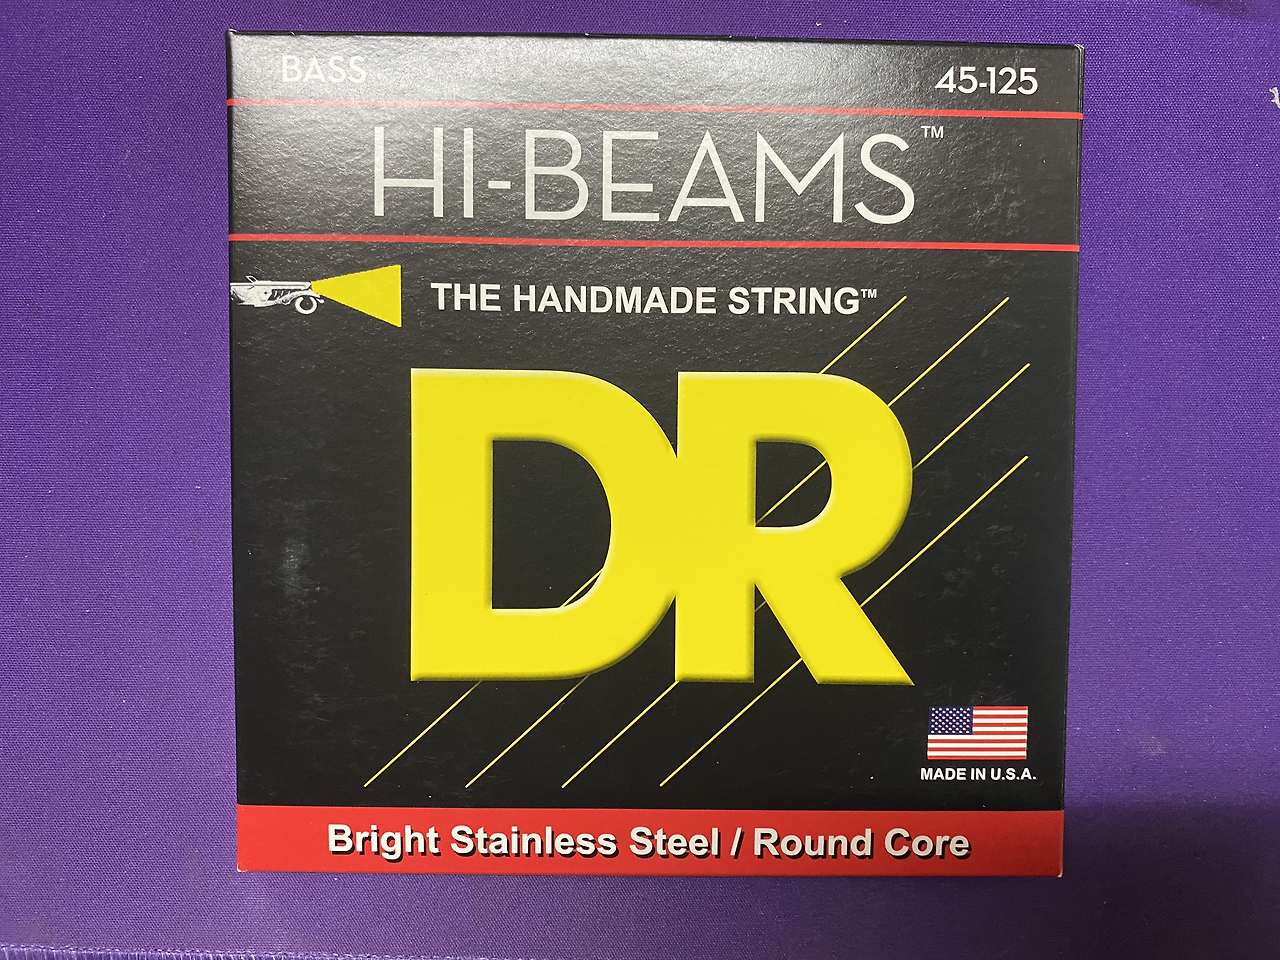 BASS 45-125
HI-BEAMS™
THE HANDMADE STRING™
DR
MADE IN U.S.A.
Bright Stainless Steel / Round Core